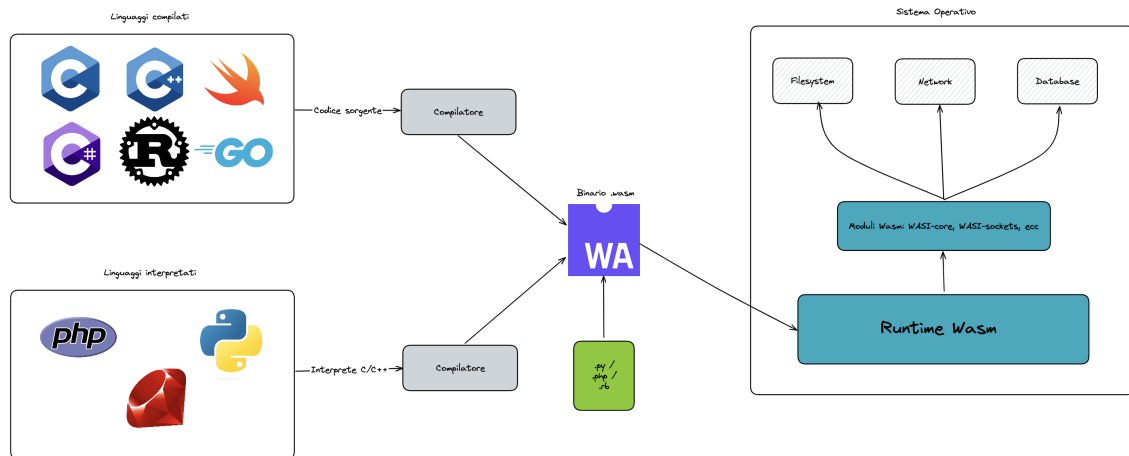 Linguaggi compilati
C
C
++
C
#
R
GO
Codice sorgente
Compilatore
Linguaggi interpretati
php
Interprete C/C++
Compilatore
Binario .wasm
WA
.py /
.php /
.rb
Sistema Operativo
Filesystem
Network
Database
Moduli Wasm: WASI-core, WASI-sockets, ecc
Runtime Wasm